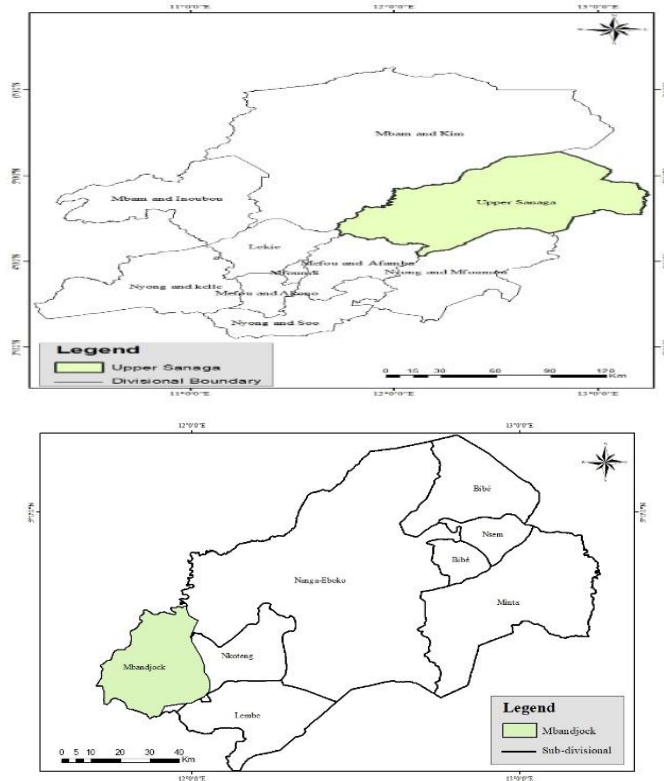 11°0'0"E 12°0'0"E 13°0'0"E
Mbam and Kim
Mbam and Inoubou
Upper Sanaga
Lekie
Mefou and Afamba
Mfoundi
Nyong and Mfoumou
Nyong and kelle
Mefou and Akono
Nyong and Soo
Legend
Upper Sanaga
Divisional Boundary
0 15 30 60 90 120
Km
11°0'0"E 12°0'0"E 13°0'0"E
12°0'0"E 13°0'0"E
Bibé
Nsem
Bibé
Nanga-Eboko
Minta
Mbandjock
Nkoteng
Lembe
Legend
Mbandjock
Sub-divisional
0 5 10 20 30 40
Km
12°0'0"E 13°0'0"E